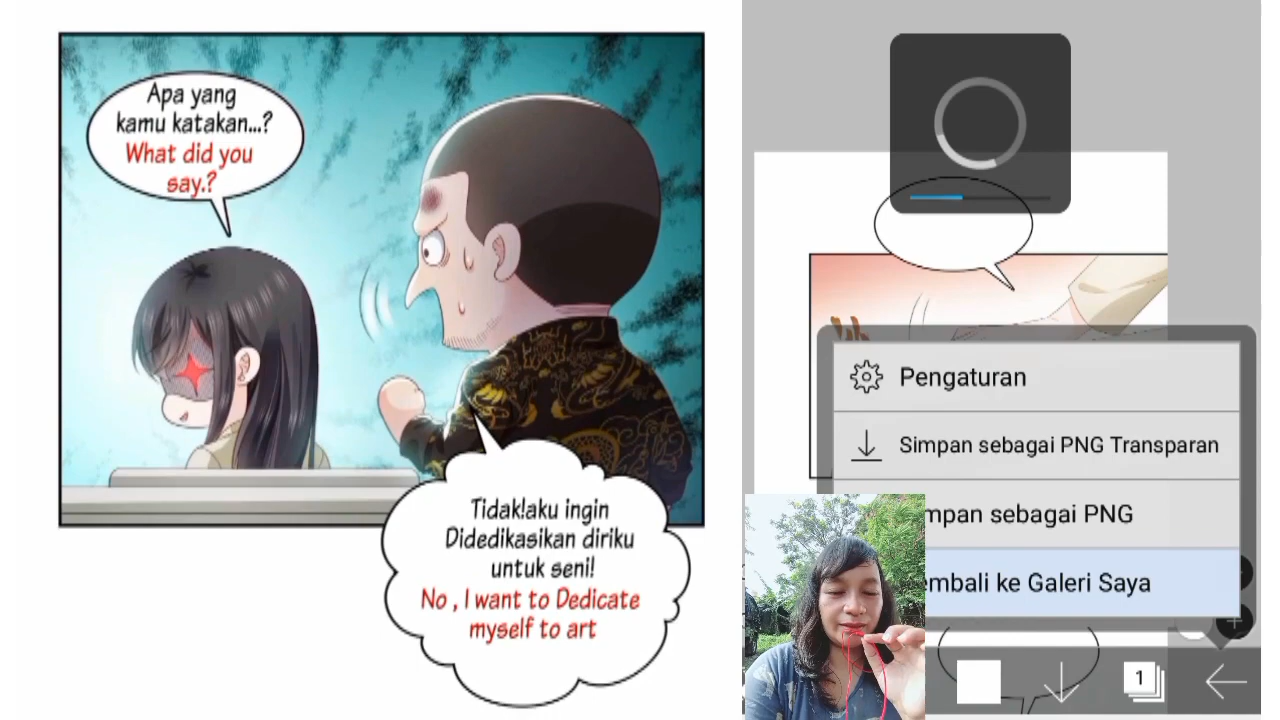 Apa yang
kamu katakan...?
What did you
say.?
Tidak!aku ingin
Didedikasikan diriku
untuk seni!
No , I want to Dedicate
myself to art
Pengaturan
Simpan sebagai PNG Transparan
mpan sebagai PNG
embali ke Galeri Saya
1